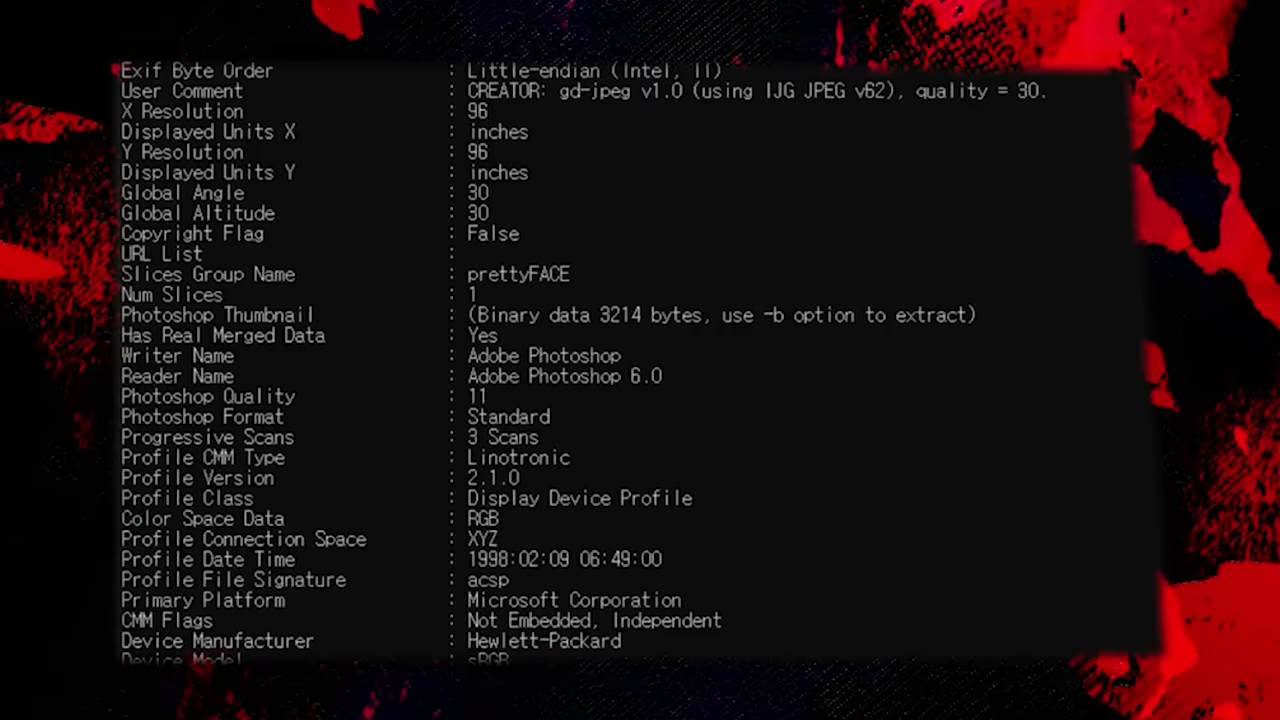 Exif Byte Order : Little-endian (Intel, II)
User Comment : CREATOR: gd-jpeg v1.0 (using IJG JPEG v62), quality = 30.
X Resolution : 96
Displayed Units X : inches
Y Resolution : 96
Displayed Units Y : inches
Global Angle : 30
Global Altitude : 30
Copyright Flag : False
URL List :
Slices Group Name : prettyFACE
Num Slices : 1
Photoshop Thumbnail : (Binary data 3214 bytes, use -b option to extract)
Has Real Merged Data : Yes
Writer Name : Adobe Photoshop
Reader Name : Adobe Photoshop 6.0
Photoshop Quality : 11
Photoshop Format : Standard
Progressive Scans : 3 Scans
Profile CMM Type : Linotronic
Profile Version : 2.1.0
Profile Class : Display Device Profile
Color Space Data : RGB
Profile Connection Space : XYZ
Profile Date Time : 1998:02:09 06:49:00
Profile File Signature : acsp
Primary Platform : Microsoft Corporation
CMM Flags : Not Embedded, Independent
Device Manufacturer : Hewlett-Packard
Device Model : sRGB